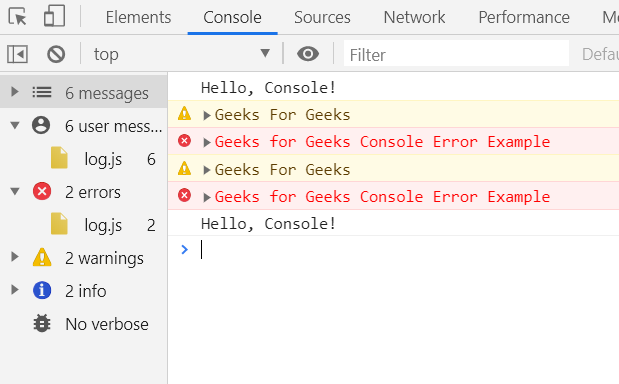 Elements Console Sources Network Performance
top Filter Defau
6 messages
6 user mess...
log.js 6
2 errors
log.js 2
2 warnings
2 info
No verbose
Hello, Console!
Geeks For Geeks
Geeks for Geeks Console Error Example
Geeks For Geeks
Geeks for Geeks Console Error Example
Hello, Console!